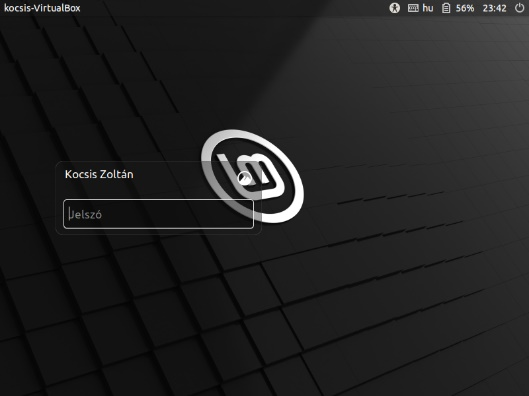 kocsis-VirtualBox hu 56% 23:42
Kocsis Zoltán
Jelszó